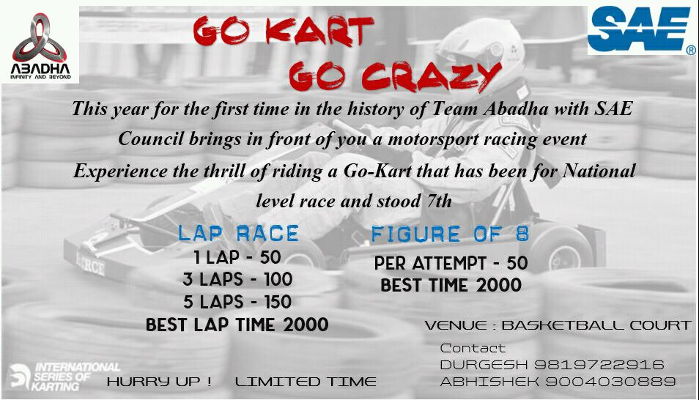 GO KART
GO CRAZY
ABADHA
INFINITY AND BEYOND
SAE®
This year for the first time in the history of Team Abadha with SAE
Council brings in front of you a motorsport racing event
Experience the thrill of riding a Go-Kart that has been for National
level race and stood 7th
LAP RACE
1 LAP - 50
3 LAPS - 100
5 LAPS - 150
BEST LAP TIME 2000
FIGURE OF 8
PER ATTEMPT - 50
BEST TIME 2000
VENUE : BASKETBALL COURT
Contact
DURGESH 9819722916
ABHISHEK 9004030889
INTERNATIONAL
SERIES OF
KARTING
HURRY UP ! LIMITED TIME